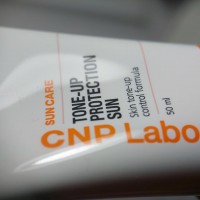 SUN CARE
TONE-UP
PROTECTION
SUN
Skin tone-up
control formula
50 ml
CNP Labo